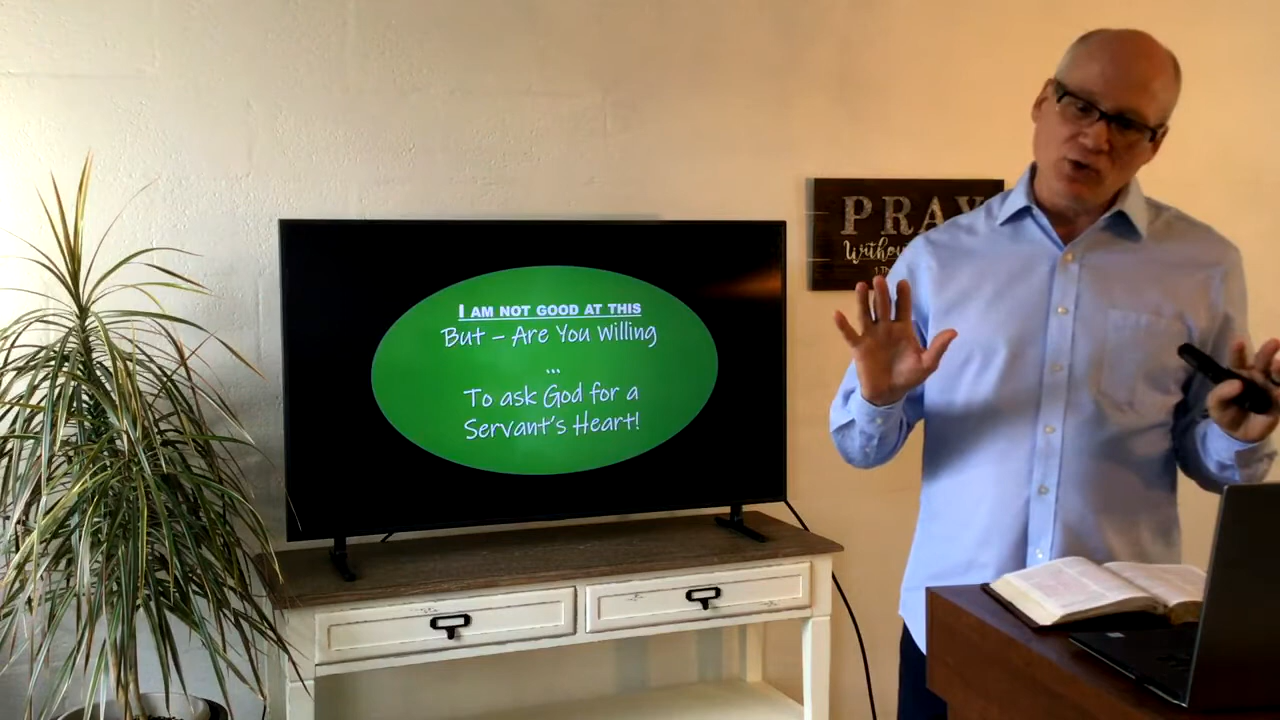 I AM NOT GOOD AT THIS
But – Are You Willing
...
To ask God for a
Servant's Heart!
PRAY